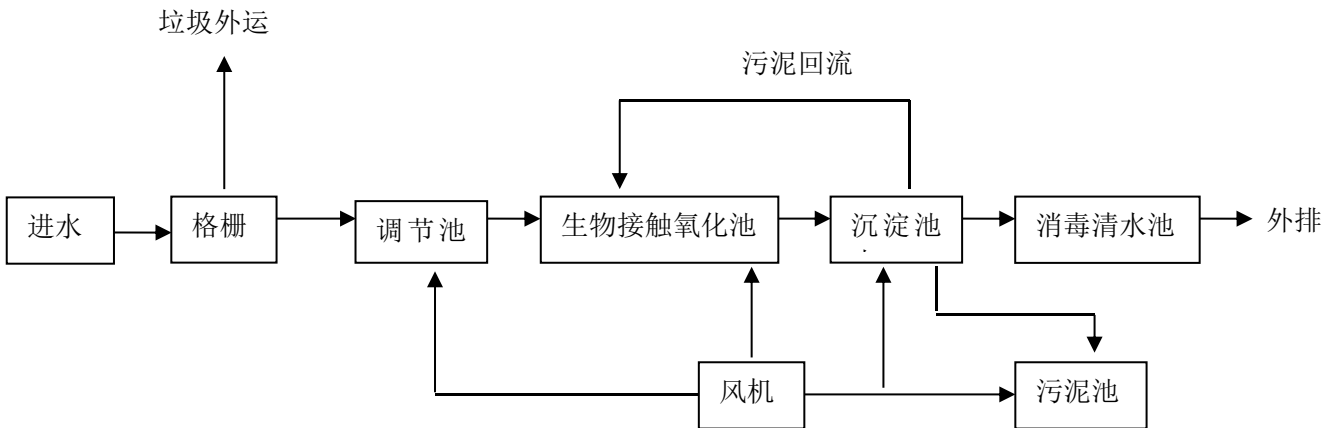 垃圾外运
污泥回流
进水
格栅
调节池
生物接触氧化池
沉淀池
消毒清水池
外排
风机
污泥池